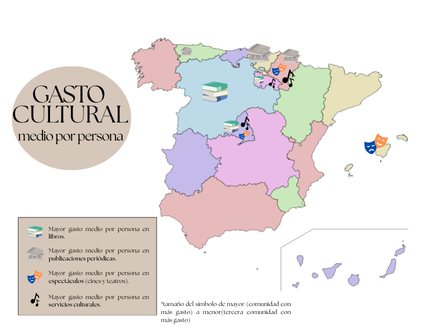 GASTO
CULTURAL
medio por persona
Mayor gasto medio por persona en
libros.
Mayor gasto medio por persona en
publicaciones periódicas.
Mayor gasto medio por persona en
espectáculos (cines y teatros).
Mayor gasto medio por persona en
servicios culturales.
*tamaño del símbolo de mayor (comunidad con
más gasto) a menor(tercera comunidad con
más gasto)